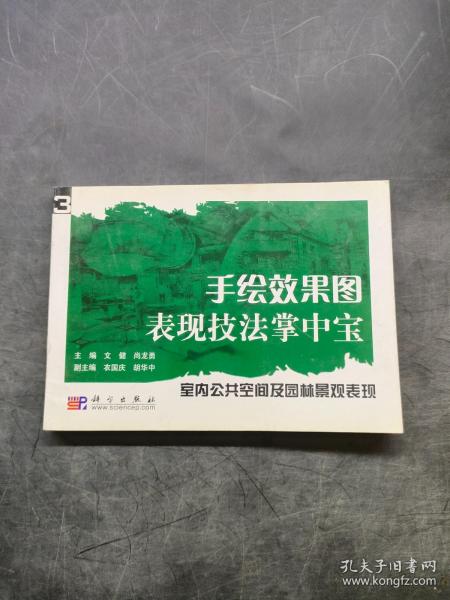 3
手绘效果图
表现技法掌中宝
主 编 文 健 尚龙勇
副主编 农国庆 胡华中
室内公共空间及园林景观表现
科学出版社
www.sciencep.com
孔夫子旧书网
www.kongfz.com